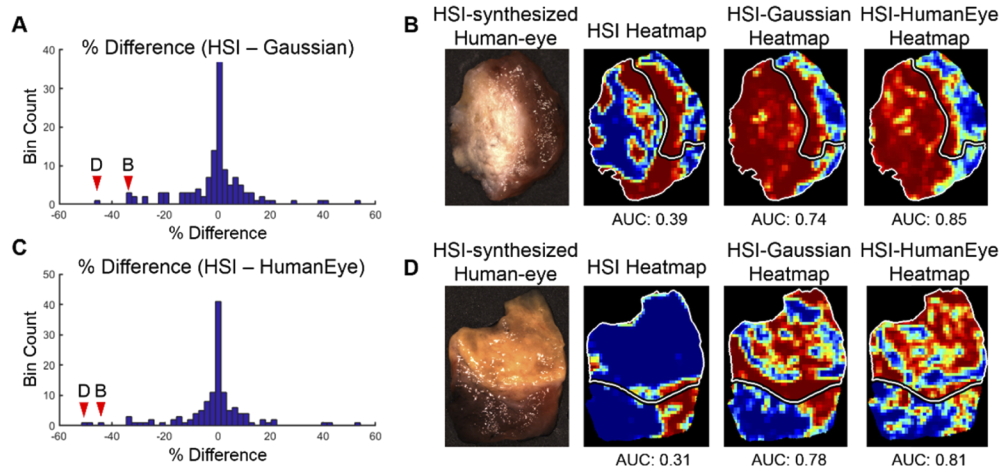 A
% Difference (HSI – Gaussian)
Bin Count
40
30
20
10
0
-60
-40
-20
0
20
40
60
D
B
% Difference
B
HSI-synthesized
Human-eye
HSI Heatmap
HSI-Gaussian
Heatmap
HSI-HumanEye
Heatmap
AUC: 0.39
AUC: 0.74
AUC: 0.85
C
% Difference (HSI – HumanEye)
Bin Count
50
40
30
20
10
0
-60
-40
-20
0
20
40
60
D B
% Difference
D
HSI-synthesized
Human-eye
HSI Heatmap
HSI-Gaussian
Heatmap
HSI-HumanEye
Heatmap
AUC: 0.31
AUC: 0.78
AUC: 0.81